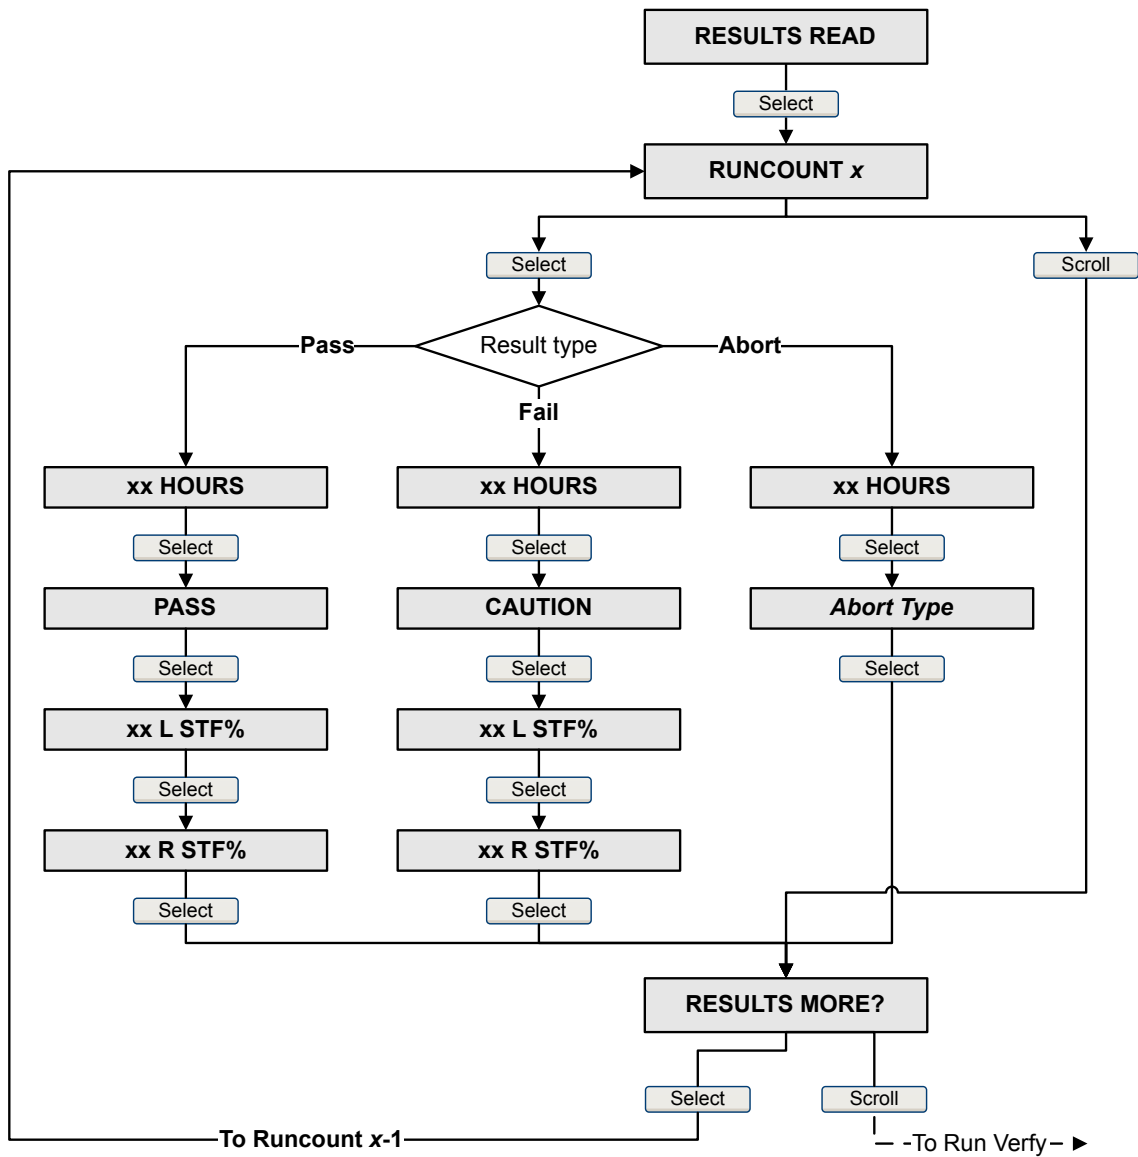 RESULTS READ
Select
RUNCOUNT x
Select
Scroll
Pass
Result type
Abort
Fail
xx HOURS
xx HOURS
xx HOURS
Select
Select
Select
PASS
CAUTION
Abort Type
Select
Select
Select
xx L STF%
xx L STF%
Select
Select
xx R STF%
xx R STF%
Select
Select
RESULTS MORE?
Select
Scroll
To Runcount x-1
To Run Verfy